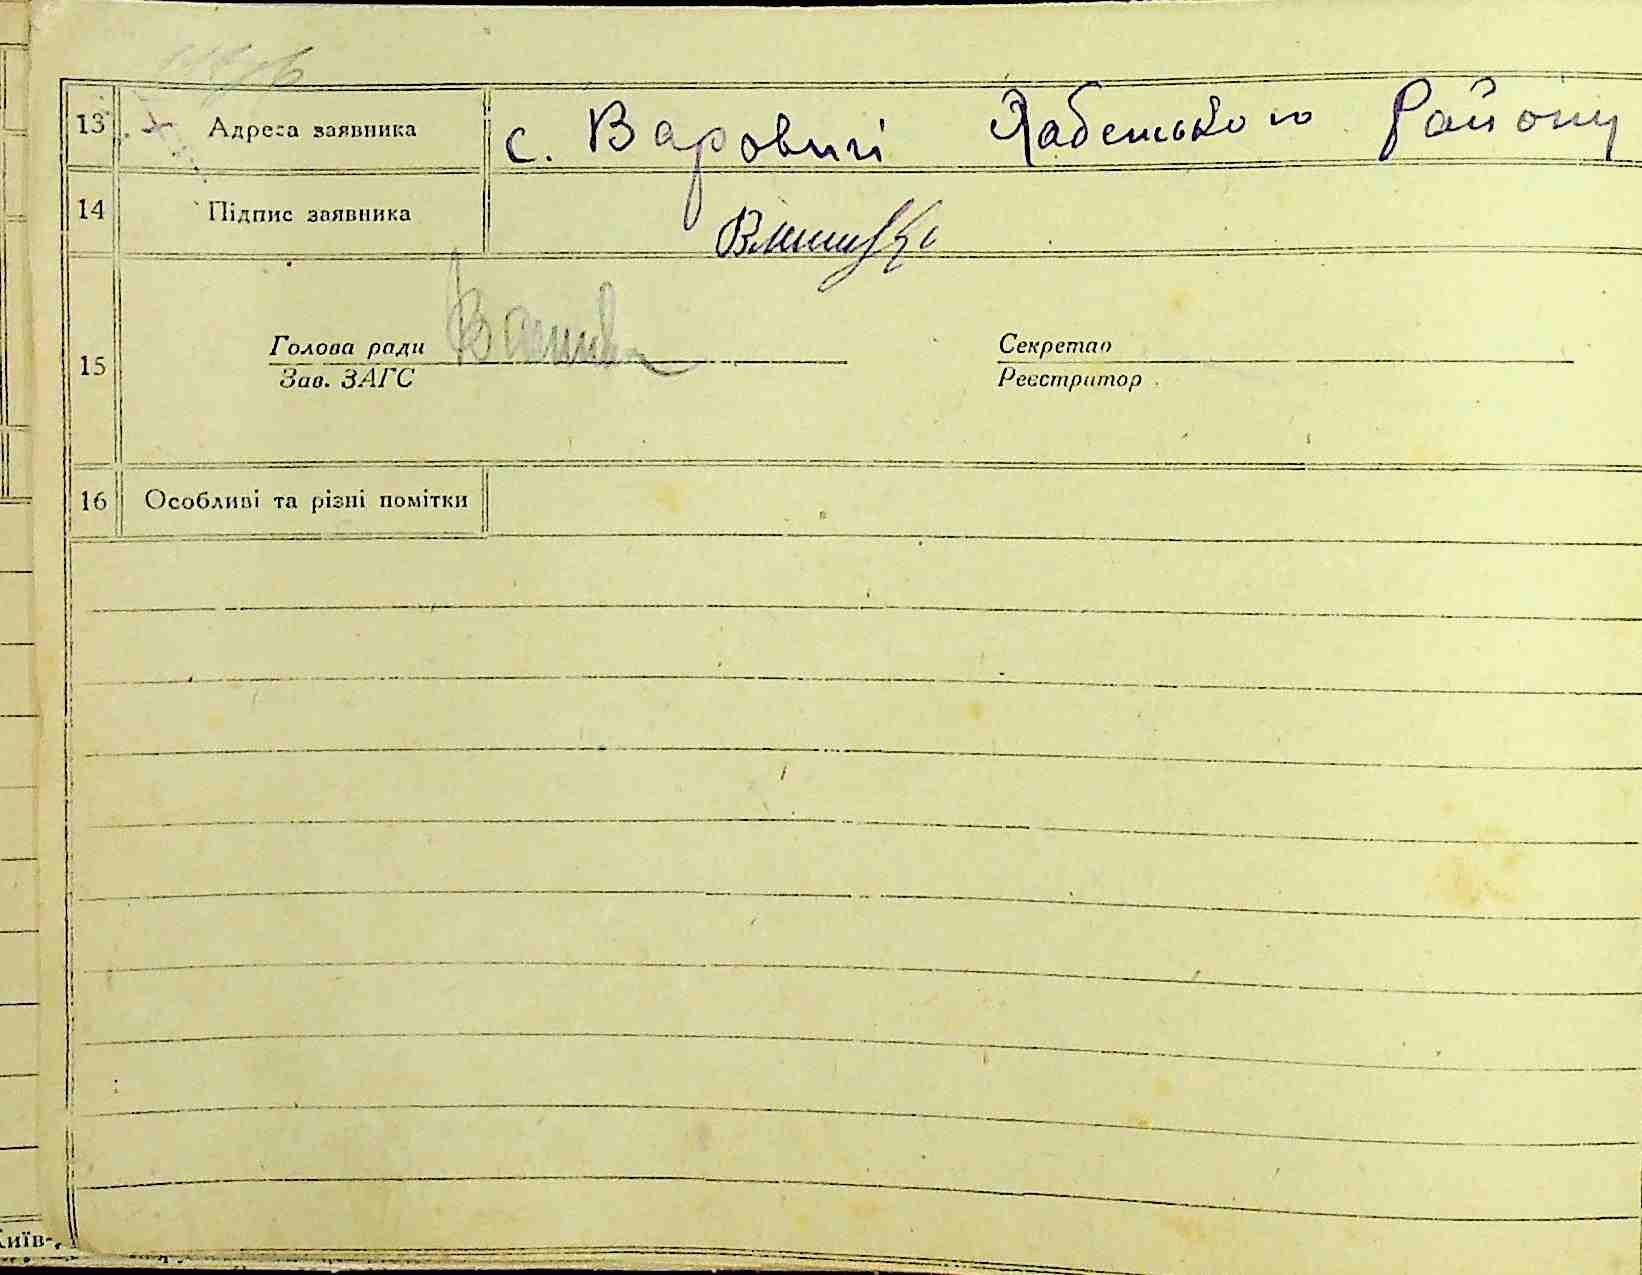 13 Адреса заявника с. Варовичі Хабенського Району
14 Підпис заявника
Голова ради Секретар
15
Зав. ЗАГС Реєстратор
16 Особливі та різні помітки
Київ-